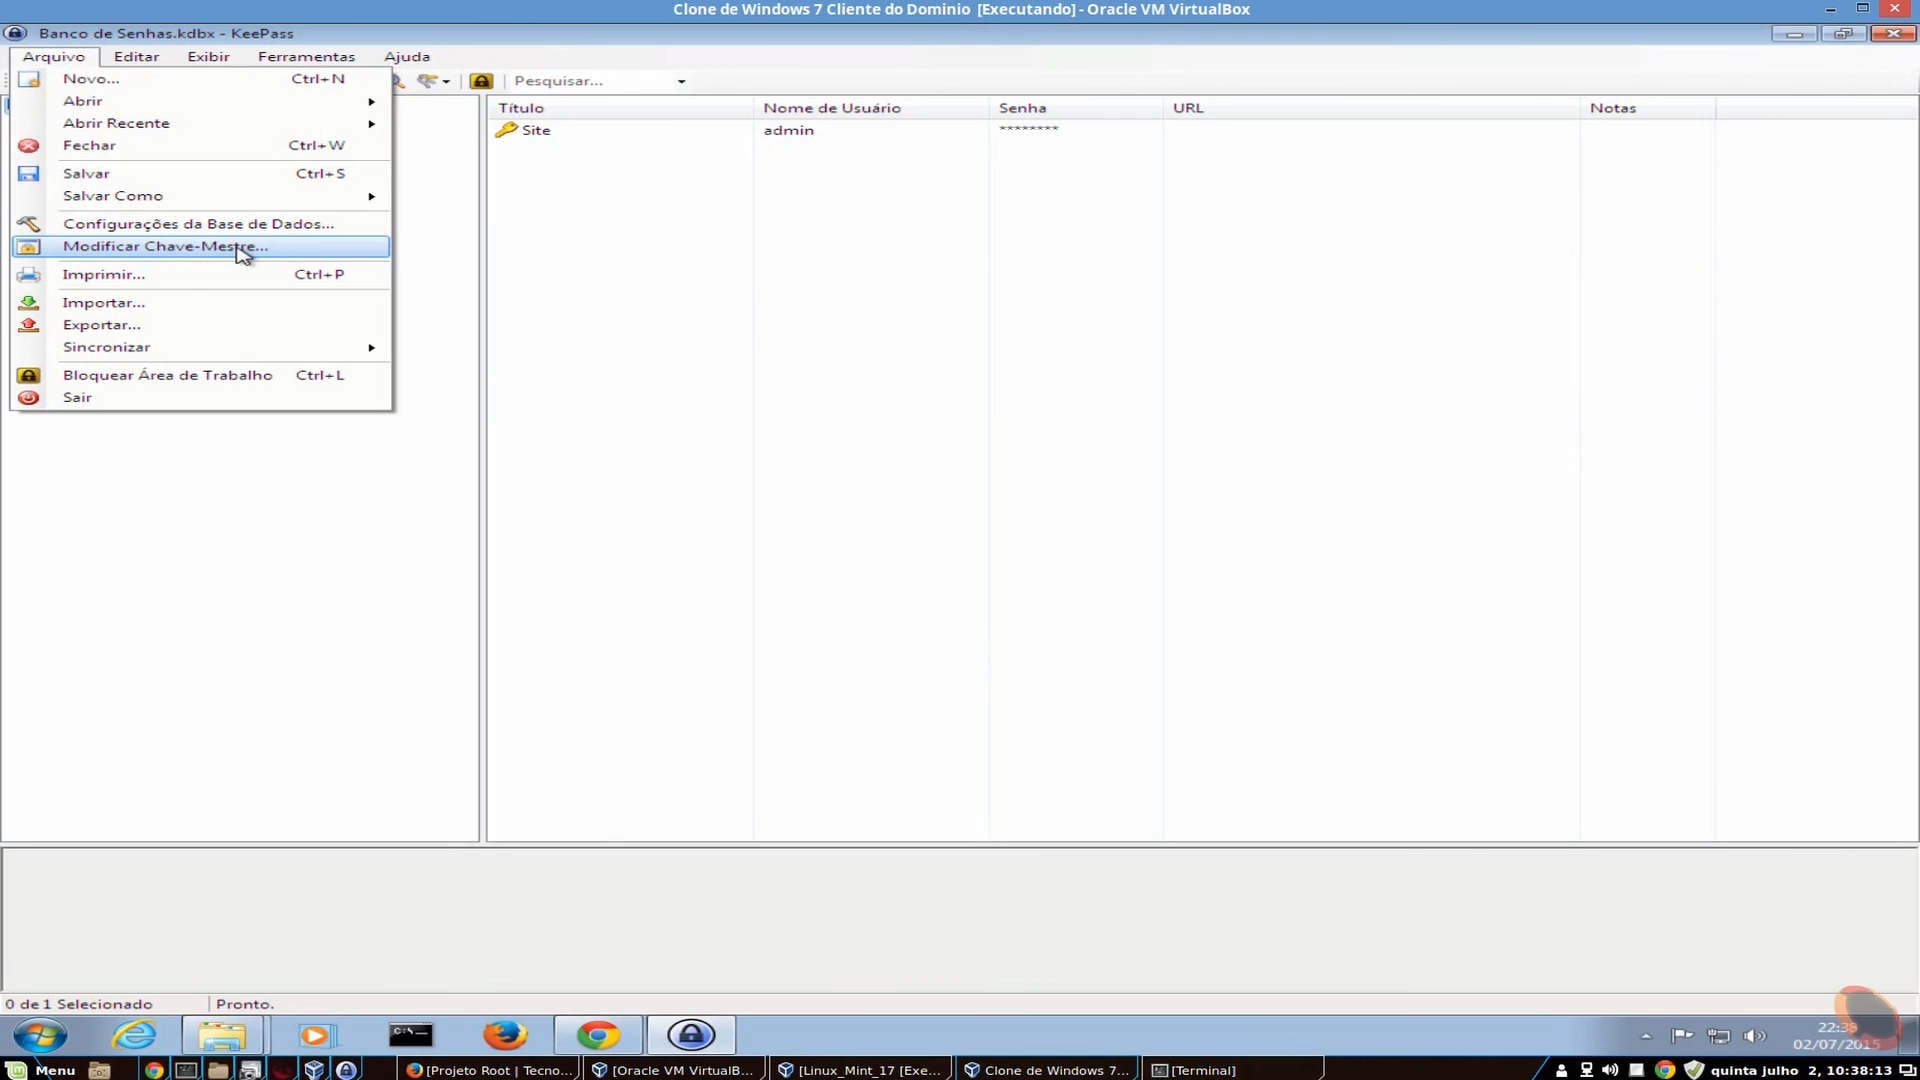 Clone de Windows 7 Cliente do Dominio [Executando] - Oracle VM VirtualBox
Banco de Senhas.kdbx - KeePass
Arquivo Editar Exibir Ferramentas Ajuda
Novo... Ctrl+N
Pesquisar...
Abrir
Abrir Recente
Fechar Ctrl+W
Salvar Ctrl+S
Salvar Como
Configurações da Base de Dados...
Modificar Chave-Mestre...
Imprimir... Ctrl+P
Importar...
Exportar...
Sincronizar
Bloquear Área de Trabalho Ctrl+L
Sair
Título Nome de Usuário Senha URL Notas
Site admin ********
0 de 1 Selecionado Pronto.
22:38
02/07/2015
Menu [Projeto Root | Tecno... [Oracle VM VirtualB... [Linux_Mint_17 [Exe... Clone de Windows 7... [Terminal] quinta julho 2, 10:38:13